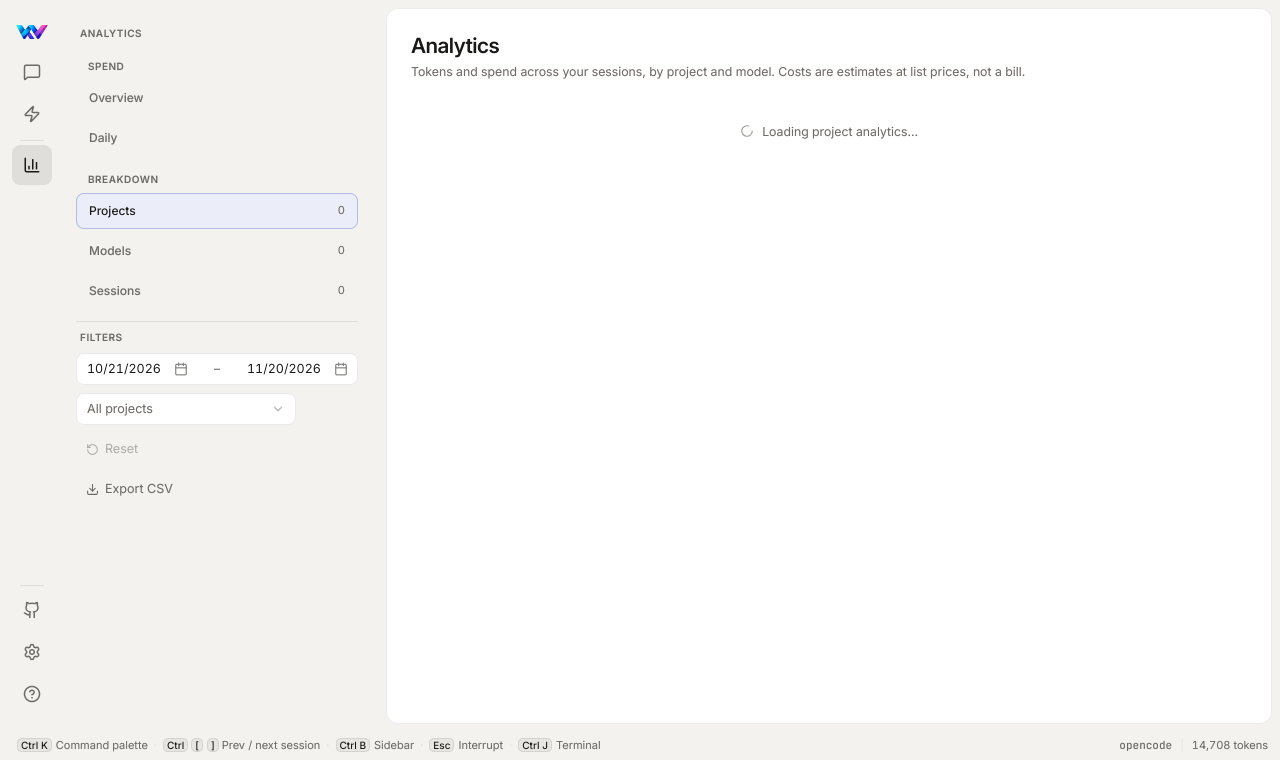 ANALYTICS
SPEND
Overview
Daily
BREAKDOWN
Projects 0
Models 0
Sessions 0
FILTERS
10/21/2026 – 11/20/2026
All projects
Reset
Export CSV
Analytics
Tokens and spend across your sessions, by project and model. Costs are estimates at list prices, not a bill.
Loading project analytics...
Ctrl K Command palette · Ctrl [ ] Prev / next session · Ctrl B Sidebar · Esc Interrupt · Ctrl J Terminal
opencode 14,708 tokens